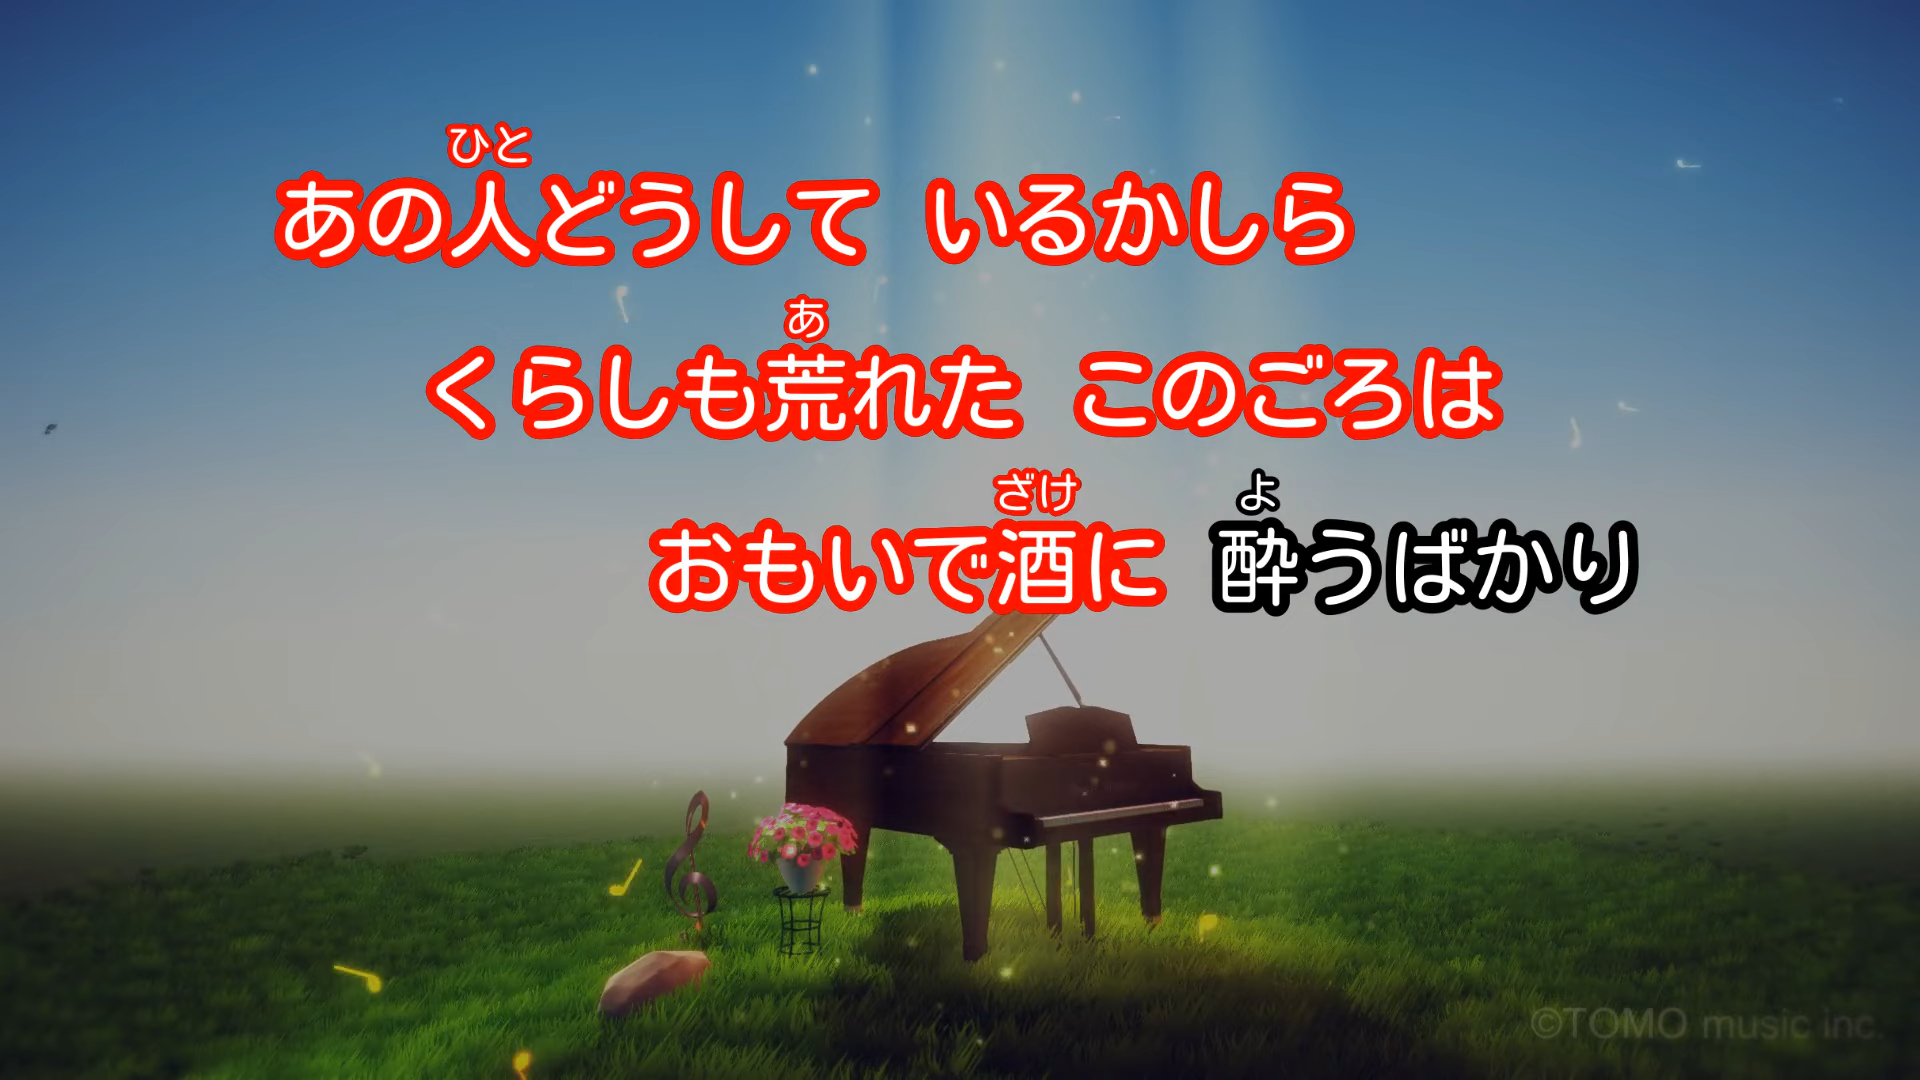 ひと
あの人どうして いるかしら
あ
くらしも荒れた このごろは
ざけ よ
おもいで酒に 酔うばかり
©TOMO music inc.